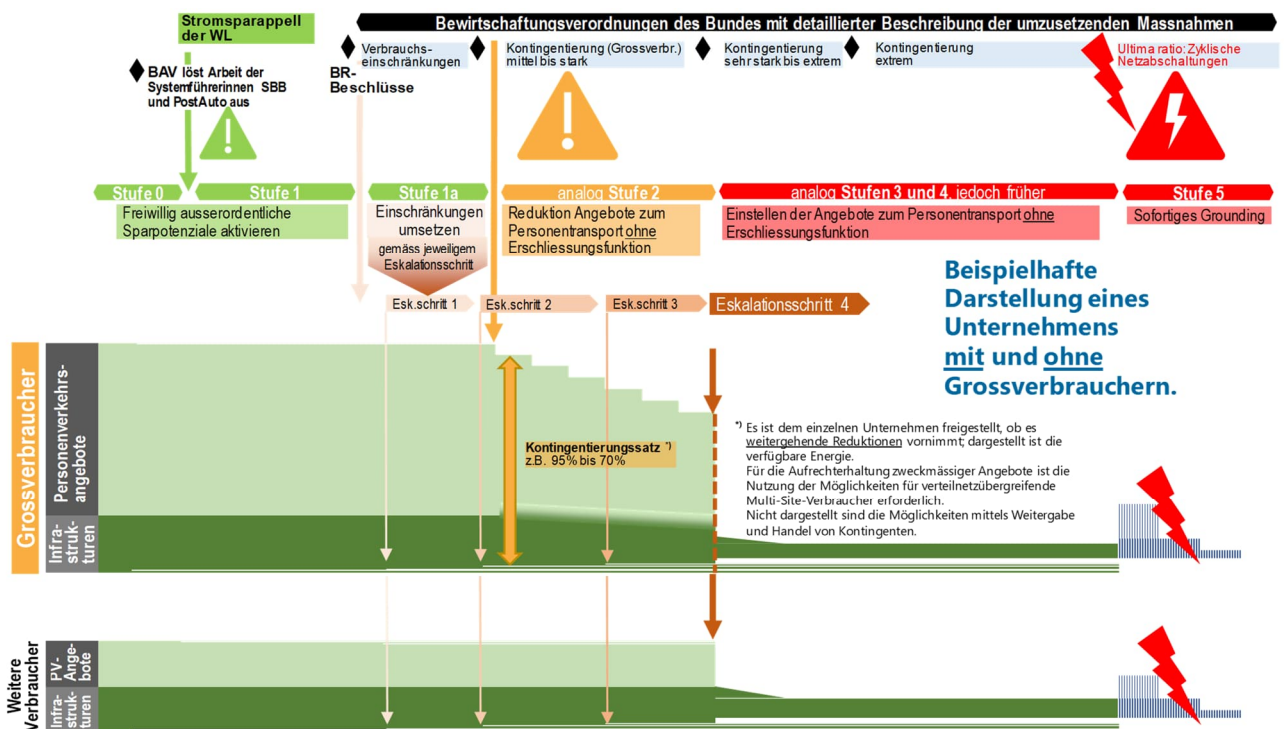 Stromsparappell
der WL
Bewirtschaftungsverordnungen des Bundes mit detaillierter Beschreibung der umzusetzenden Massnahmen
BAV löst Arbeit der
Systemführerinnen SBB
und PostAuto aus
Verbrauchs-
einschränkungen
BR-
Beschlüsse
Kontingentierung (Grossverbr.)
mittel bis stark
Kontingentierung
sehr stark bis extrem
Kontingentierung
extrem
Ultima ratio: Zyklische
Netzabschaltungen
Stufe 0
Stufe 1
Stufe 1a
analog Stufe 2
analog Stufen 3 und 4, jedoch früher
Stufe 5
Freiwillig ausserordentliche
Sparpotenziale aktivieren
Einschränkungen
umsetzen
gemäss jeweiligem
Eskalationsschritt
Reduktion Angebote zum
Personentransport ohne
Erschliessungsfunktion
Einstellen der Angebote zum Personentransport ohne
Erschliessungsfunktion
Sofortiges Grounding
Esk.schritt 1
Esk.schritt 2
Esk.schritt 3
Eskalationsschritt 4
Beispielhafte
Darstellung eines
Unternehmens
mit und ohne
Grossverbrauchern.
Grossverbraucher
Personenverkehrs-
angebote
Infra-
struk-
turen
Kontingentierungssatz *)
z.B. 95% bis 70%
*) Es ist dem einzelnen Unternehmen freigestellt, ob es
weitergehende Reduktionen vornimmt; dargestellt ist die
verfügbare Energie.
Für die Aufrechterhaltung zweckmässiger Angebote ist die
Nutzung der Möglichkeiten für verteilnetzübergreifende
Multi-Site-Verbraucher erforderlich.
Nicht dargestellt sind die Möglichkeiten mittels Weitergabe
und Handel von Kontingenten.
Weitere
Verbraucher
PV-
Ange-
bote
Infra-
struk-
turen